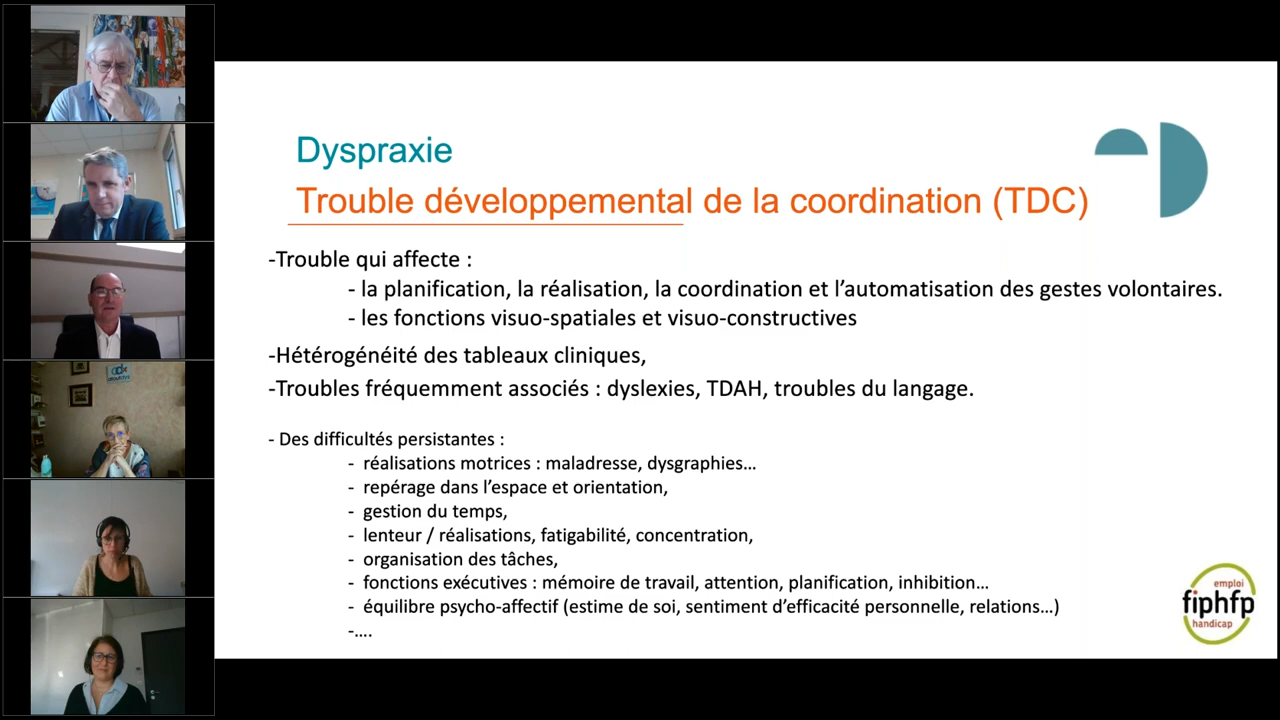 Dyspraxie
Trouble développemental de la coordination (TDC)
-Trouble qui affecte :
- la planification, la réalisation, la coordination et l’automatisation des gestes volontaires.
- les fonctions visuo-spatiales et visuo-constructives
-Hétérogénéité des tableaux cliniques,
-Troubles fréquemment associés : dyslexies, TDAH, troubles du langage.
- Des difficultés persistantes :
- réalisations motrices : maladresse, dysgraphies…
- repérage dans l’espace et orientation,
- gestion du temps,
- lenteur / réalisations, fatigabilité, concentration,
- organisation des tâches,
- fonctions exécutives : mémoire de travail, attention, planification, inhibition…
- équilibre psycho-affectif (estime de soi, sentiment d’efficacité personnelle, relations…)
-….
emploi
fiphfp
handicap